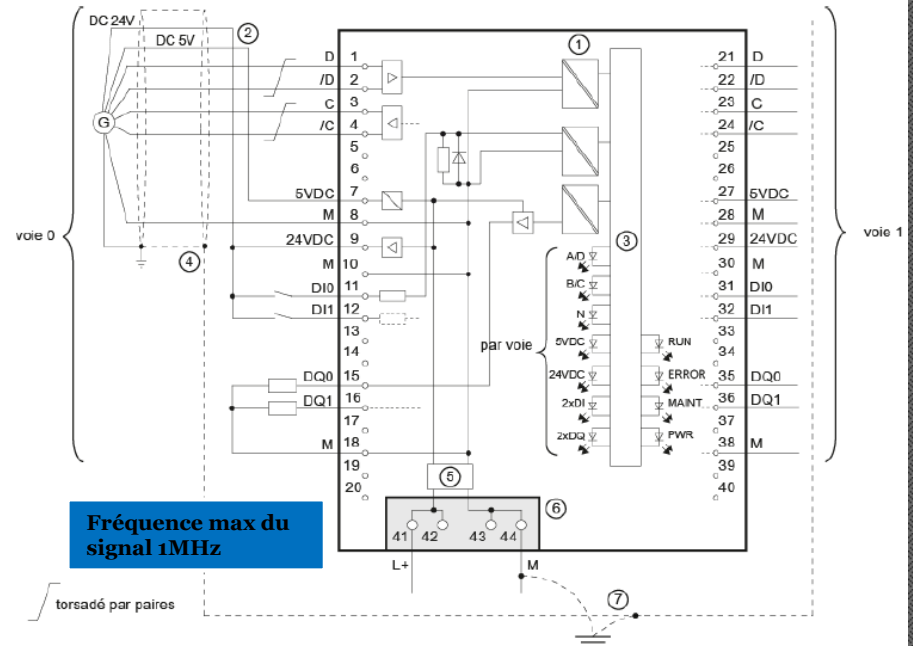 DC 24V
DC 5V
2
G
voie 0
4
D 1
/D 2
C 3
/C 4
5
6
5VDC 7
M 8
24VDC 9
M 10
DI0 11
DI1 12
13
14
DQ0 15
DQ1 16
17
M 18
19
20
1
3
par voie
A/D
B/C
N
5VDC
24VDC
2xDI
2xDQ
RUN
ERROR
MAINT
PWR
21 D
22 /D
23 C
24 /C
25
26
27 5VDC
28 M
29 24VDC
30 M
31 DI0
32 DI1
33
34
35 DQ0
36 DQ1
37
38 M
39
40
voie 1
5
6
41 42 43 44
L+ M
7
Fréquence max du
signal 1MHz
torsadé par paires